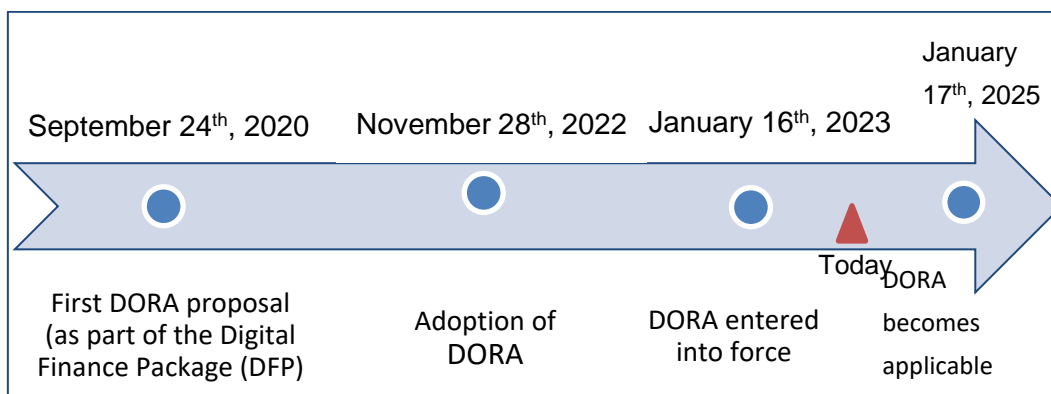 January
17th, 2025
September 24th, 2020
November 28th, 2022
January 16th, 2023
Today
First DORA proposal
(as part of the Digital
Finance Package (DFP)
Adoption of
DORA
DORA entered
into force
DORA
becomes
applicable